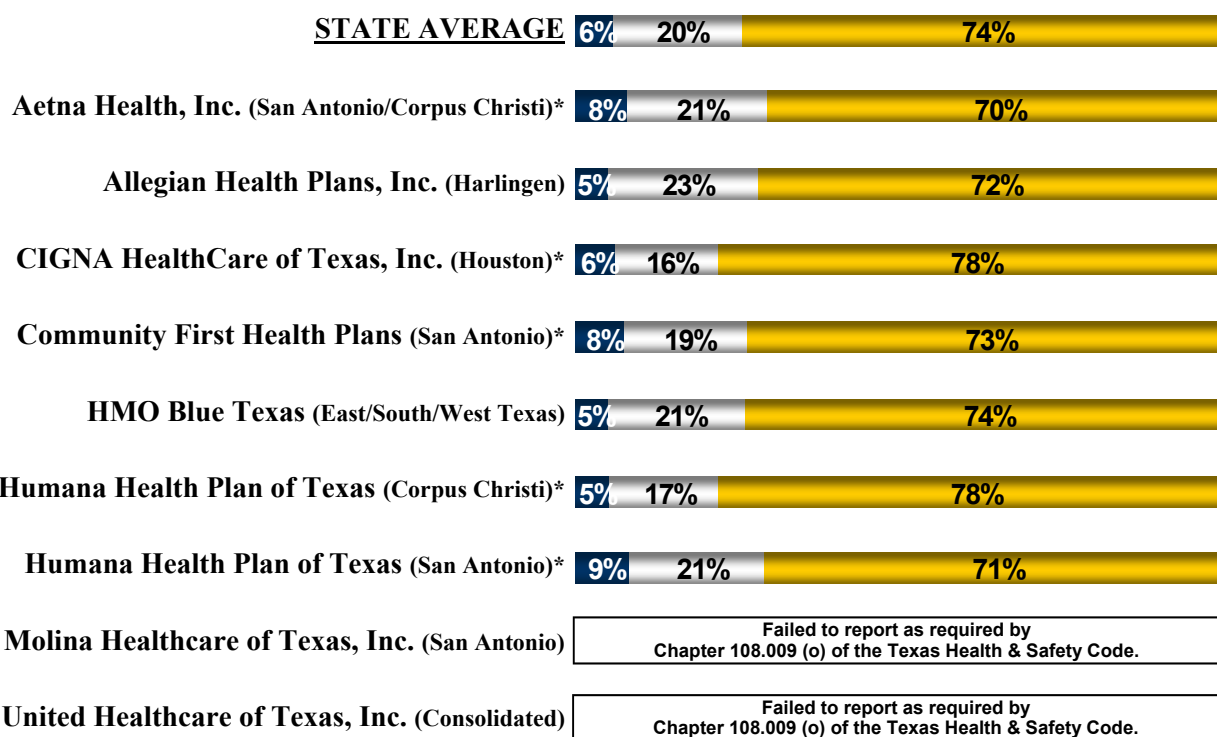 STATE AVERAGE 6% 20% 74%
Aetna Health, Inc. (San Antonio/Corpus Christi)* 8% 21% 70%
Allegian Health Plans, Inc. (Harlingen) 5% 23% 72%
CIGNA HealthCare of Texas, Inc. (Houston)* 6% 16% 78%
Community First Health Plans (San Antonio)* 8% 19% 73%
HMO Blue Texas (East/South/West Texas) 5% 21% 74%
Humana Health Plan of Texas (Corpus Christi)* 5% 17% 78%
Humana Health Plan of Texas (San Antonio)* 9% 21% 71%
Molina Healthcare of Texas, Inc. (San Antonio)
Failed to report as required by
Chapter 108.009 (o) of the Texas Health & Safety Code.
United Healthcare of Texas, Inc. (Consolidated)
Failed to report as required by
Chapter 108.009 (o) of the Texas Health & Safety Code.